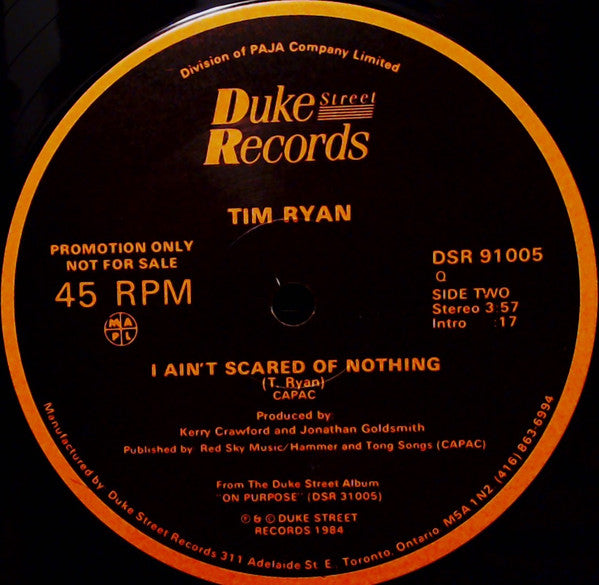 Division of PAJA Company Limited
Duke Street
Records
TIM RYAN
PROMOTION ONLY
NOT FOR SALE
45 RPM
M A
P L
DSR 91005
Q
SIDE TWO
Stereo 3:57
Intro :17
I AIN'T SCARED OF NOTHING
(T. Ryan)
CAPAC
Produced by:
Kerry Crawford and Jonathan Goldsmith
Published by Red Sky Music/Hammer and Tong Songs (CAPAC)
From The Duke Street Album
"ON PURPOSE" (DSR 31005)
℗ & © DUKE STREET
RECORDS 1984
Manufactured by Duke Street Records 311 Adelaide St. E., Toronto, Ontario M5A 1N2 (416) 863-6994